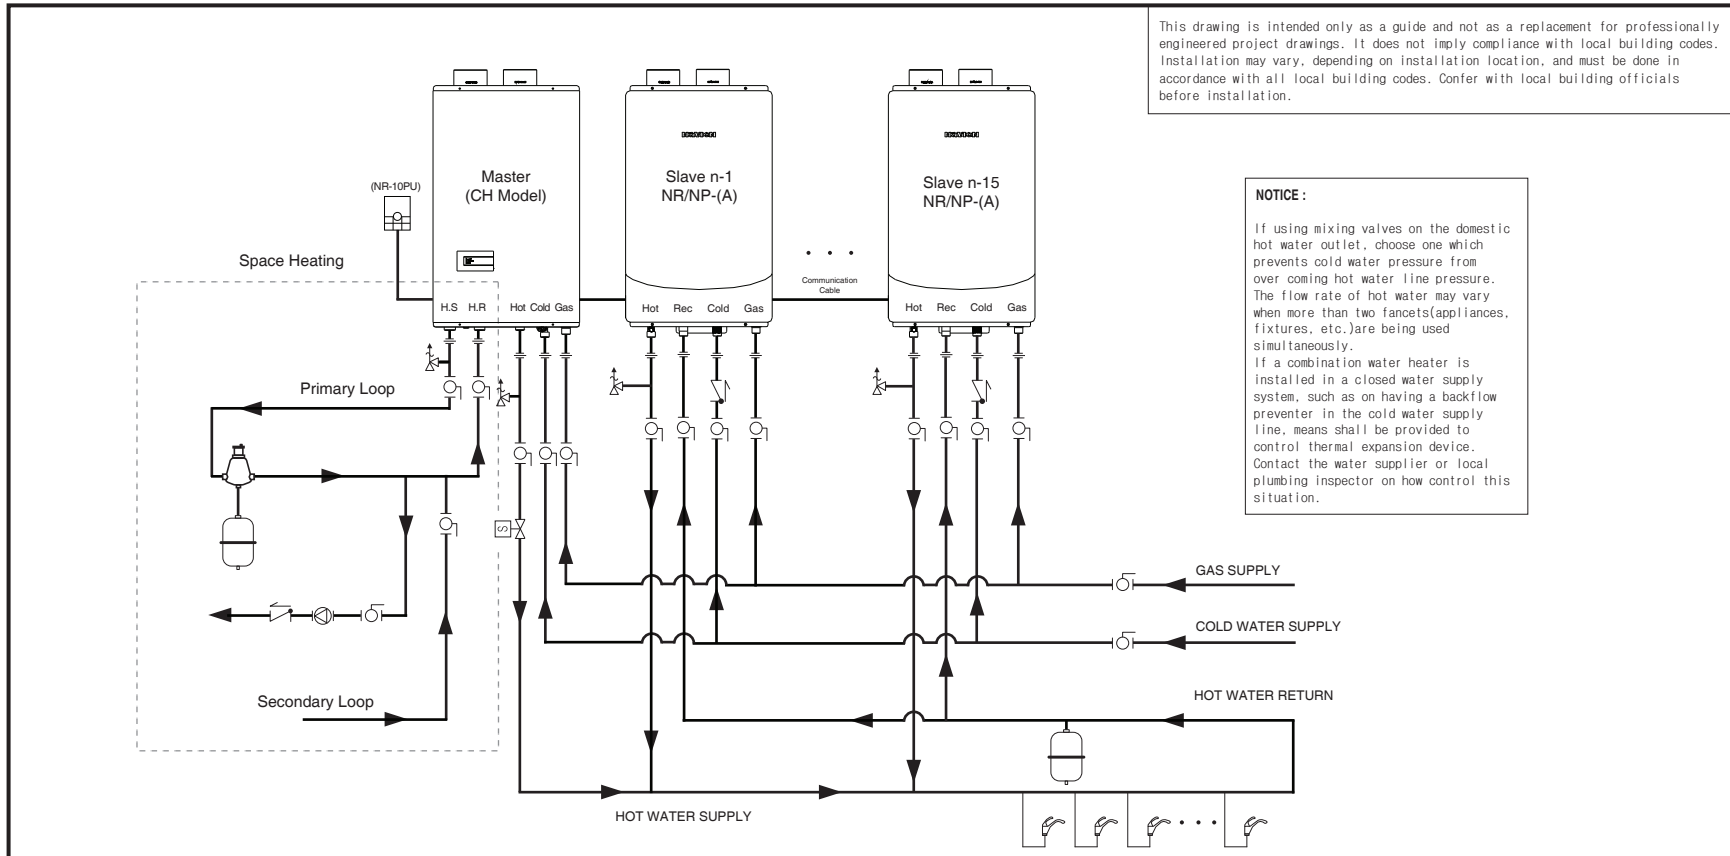 This drawing is intended only as a guide and not as a replacement for professionally
engineered project drawings. It does not imply compliance with local building codes.
Installation may vary, depending on installation location, and must be done in
accordance with all local building codes. Confer with local building officials
before installation.
Master
(CH Model)
Slave n-1
NR/NP-(A)
Slave n-15
NR/NP-(A)
(NR-10PU)
NOTICE :
If using mixing valves on the domestic
hot water outlet, choose one which
prevents cold water pressure from
over coming hot water line pressure.
The flow rate of hot water may vary
when more than two facets(appliances,
fixtures, etc.)are being used
simultaneously.
If a combination water heater is
installed in a closed water supply
system, such as on having a backflow
preventer in the cold water supply
line, means shall be provided to
control thermal expansion device.
Contact the water supplier or local
plumbing inspector on how control this
situation.
Space Heating
• • •
Communication
Cable
H.S H.R Hot Cold Gas
Hot Rec Cold Gas
Hot Rec Cold Gas
Primary Loop
S
GAS SUPPLY
COLD WATER SUPPLY
Secondary Loop
HOT WATER RETURN
HOT WATER SUPPLY
• • •